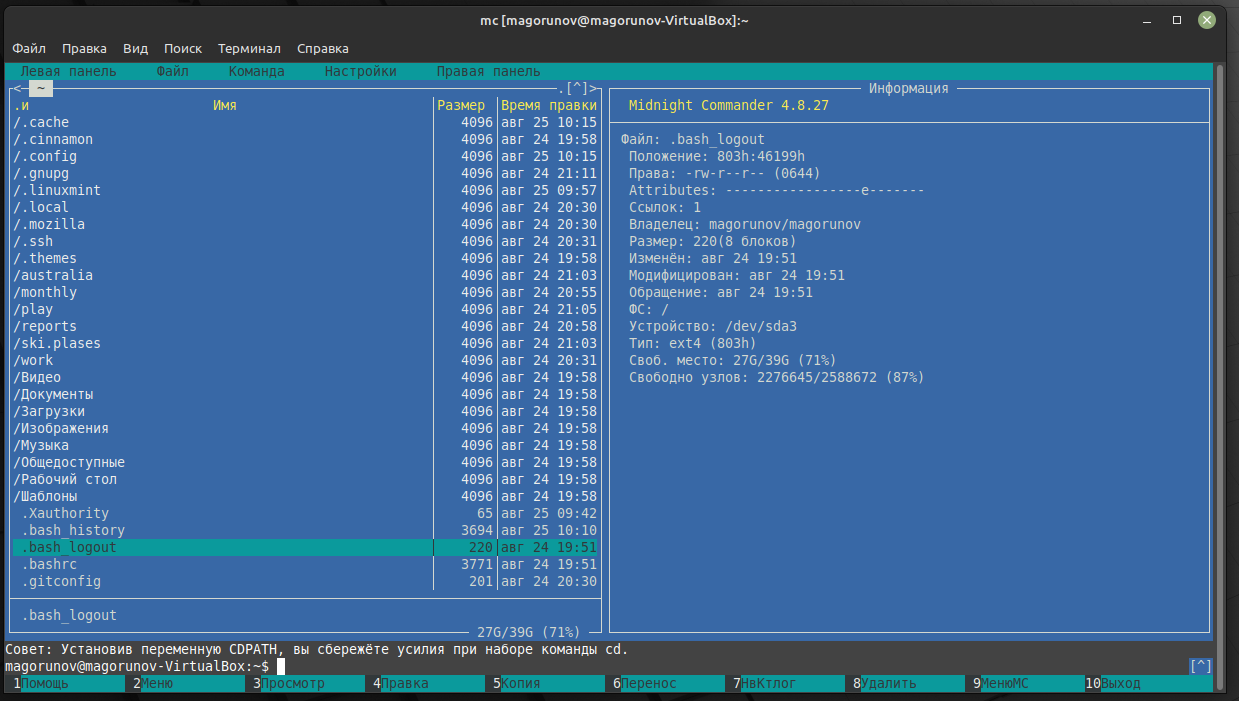 mc [magorunov@magorunov-VirtualBox]:~
Файл Правка Вид Поиск Терминал Справка
Левая панель Файл Команда Настройки Правая панель
<─ ~ .[^]>
.и Имя Размер Время правки
/.cache 4096 авг 25 10:15
/.cinnamon 4096 авг 24 19:58
/.config 4096 авг 25 10:15
/.gnupg 4096 авг 24 21:11
/.linuxmint 4096 авг 25 09:57
/.local 4096 авг 24 20:30
/.mozilla 4096 авг 24 20:30
/.ssh 4096 авг 24 20:31
/.themes 4096 авг 24 19:58
/australia 4096 авг 24 21:03
/monthly 4096 авг 24 20:55
/play 4096 авг 24 21:05
/reports 4096 авг 24 20:58
/ski.plases 4096 авг 24 21:03
/work 4096 авг 24 20:31
/Видео 4096 авг 24 19:58
/Документы 4096 авг 24 19:58
/Загрузки 4096 авг 24 19:58
/Изображения 4096 авг 24 19:58
/Музыка 4096 авг 24 19:58
/Общедоступные 4096 авг 24 19:58
/Рабочий стол 4096 авг 24 19:58
/Шаблоны 4096 авг 24 19:58
.Xauthority 65 авг 25 09:42
.bash_history 3694 авг 25 10:10
.bash_logout 220 авг 24 19:51
.bashrc 3771 авг 24 19:51
.gitconfig 201 авг 24 20:30
.bash_logout
27G/39G (71%)
Информация
Midnight Commander 4.8.27
Файл: .bash_logout
Положение: 803h:46199h
Права: -rw-r--r-- (0644)
Attributes: -----------------e-------
Ссылок: 1
Владелец: magorunov/magorunov
Размер: 220(8 блоков)
Изменён: авг 24 19:51
Модифицирован: авг 24 19:51
Обращение: авг 24 19:51
ФС: /
Устройство: /dev/sda3
Тип: ext4 (803h)
Своб. место: 27G/39G (71%)
Свободно узлов: 2276645/2588672 (87%)
Совет: Установив переменную CDPATH, вы сбережёте усилия при наборе команды cd.
magorunov@magorunov-VirtualBox:~$ [^]
1Помощь 2Меню 3Просмотр 4Правка 5Копия 6Перенос 7НвКтлог 8Удалить 9МенюМС 10Выход